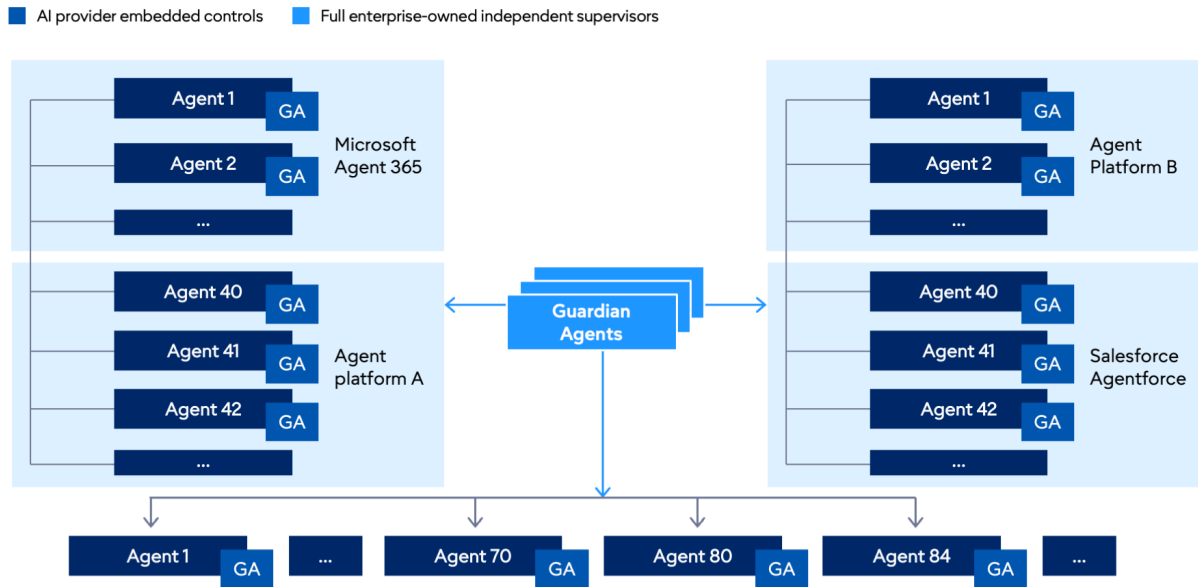 AI provider embedded controls
Full enterprise-owned independent supervisors
Agent 1
GA
Agent 2
GA
...
Microsoft
Agent 365
Agent 40
GA
Agent 41
GA
Agent 42
GA
...
Agent
platform A
Guardian
Agents
Agent 1
GA
Agent 2
GA
...
Agent
Platform B
Agent 40
GA
Agent 41
GA
Agent 42
GA
...
Salesforce
Agentforce
Agent 1
GA
...
Agent 70
GA
Agent 80
GA
Agent 84
GA
...